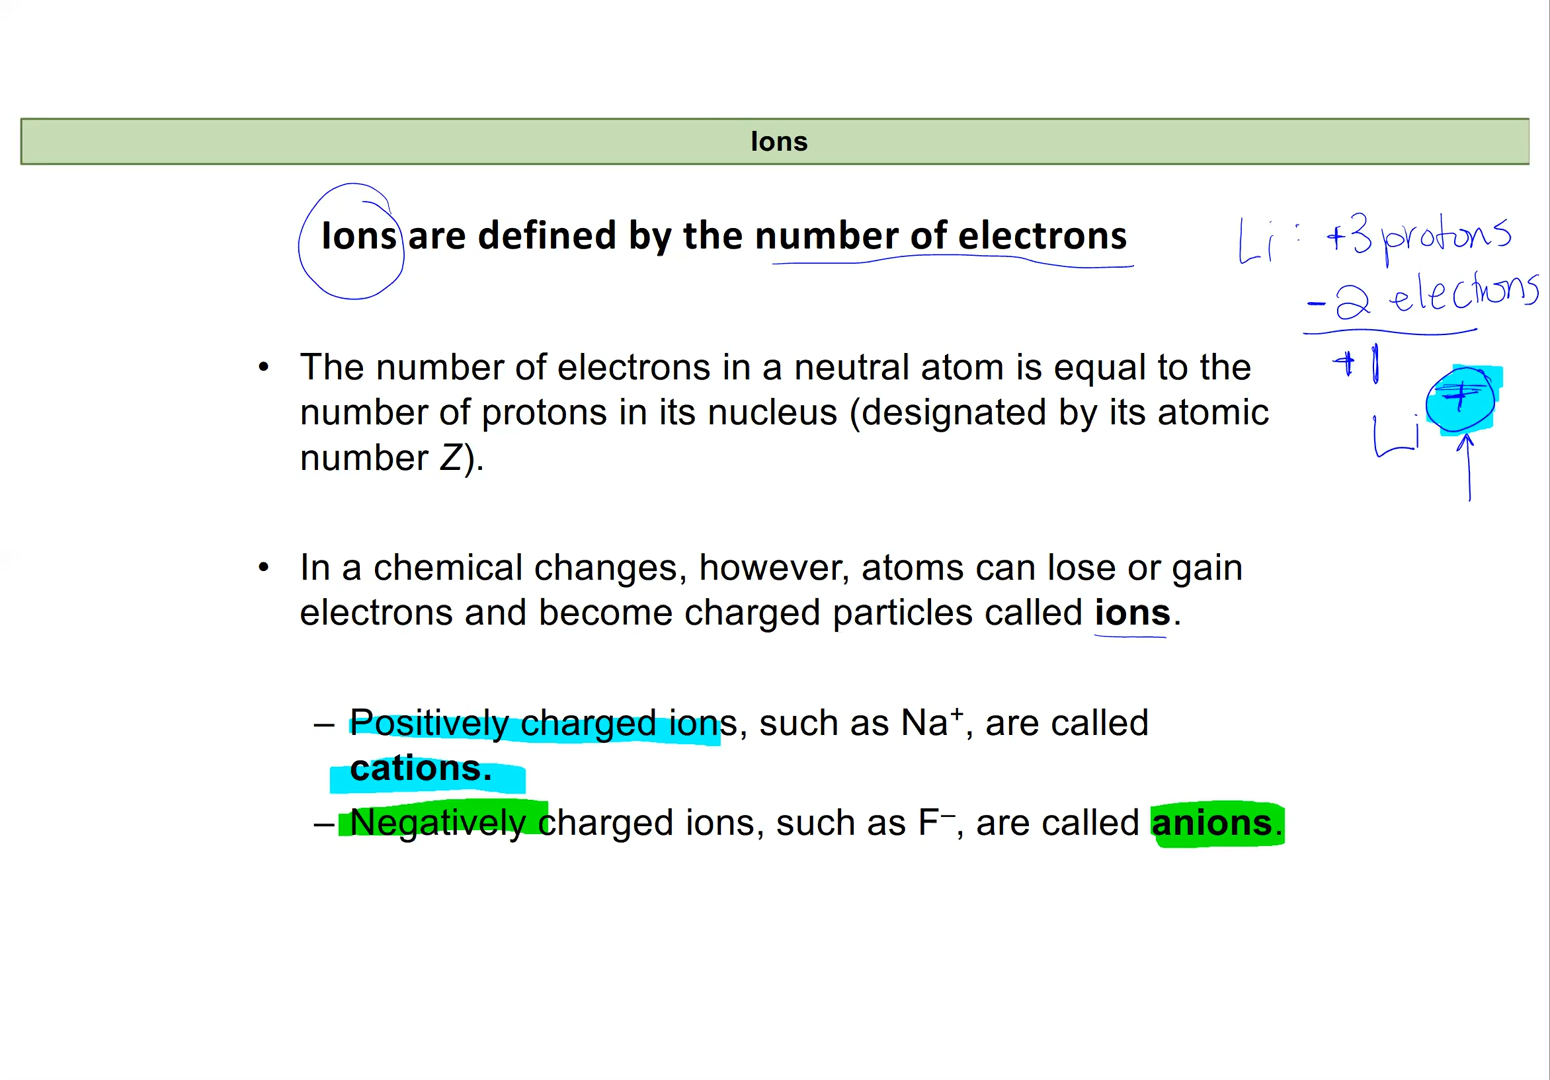 Ions
Ions are defined by the number of electrons
Li : +3 protons
- 2 electrons
+1
Li +
• The number of electrons in a neutral atom is equal to the
number of protons in its nucleus (designated by its atomic
number Z).
• In a chemical changes, however, atoms can lose or gain
electrons and become charged particles called ions.
– Positively charged ions, such as Na⁺, are called
cations.
– Negatively charged ions, such as F⁻, are called anions.